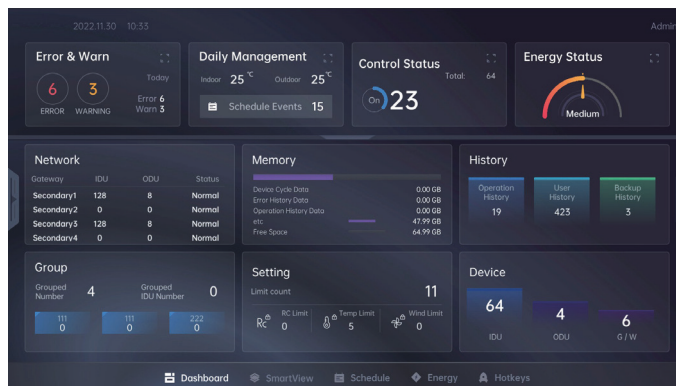 2022.11.30 10:33
Admin
Error & Warn
6
3
ERROR WARNING
Today
Error 6
Warn 3
Daily Management
Indoor 25 °C Outdoor 25 °C
Schedule Events 15
Control Status
Total: 64
On 23
Energy Status
Medium
Network
Gateway IDU ODU Status
Secondary1 128 8 Normal
Secondary2 0 0 Normal
Secondary3 128 8 Normal
Secondary4 0 0 Normal
Memory
Device Cycle Data 0.00 GB
Error History Data 0.00 GB
Operation History Data 0.00 GB
etc 47.99 GB
Free Space 64.99 GB
History
Operation History
19
User History
423
Backup History
3
Group
Grouped Number 4
Grouped IDU Number 0
111
0
111
0
222
0
Setting
Limit count 11
RC
RC Limit
0
Temp Limit
5
Wind Limit
0
Device
64
IDU
4
ODU
6
G / W
Dashboard SmartView Schedule Energy Hotkeys